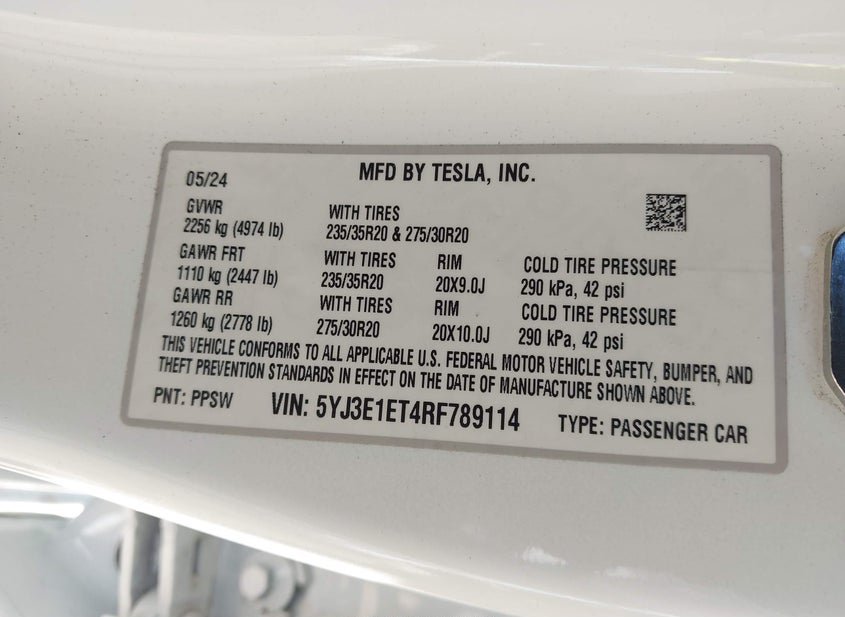 MFD BY TESLA, INC.
05/24
GVWR WITH TIRES
2256 kg (4974 lb) 235/35R20 & 275/30R20
GAWR FRT WITH TIRES RIM COLD TIRE PRESSURE
1110 kg (2447 lb) 235/35R20 20X9.0J 290 kPa, 42 psi
GAWR RR WITH TIRES RIM COLD TIRE PRESSURE
1260 kg (2778 lb) 275/30R20 20X10.0J 290 kPa, 42 psi
THIS VEHICLE CONFORMS TO ALL APPLICABLE U.S. FEDERAL MOTOR VEHICLE SAFETY, BUMPER, AND
THEFT PREVENTION STANDARDS IN EFFECT ON THE DATE OF MANUFACTURE SHOWN ABOVE.
PNT: PPSW VIN: 5YJ3E1ET4RF789114 TYPE: PASSENGER CAR